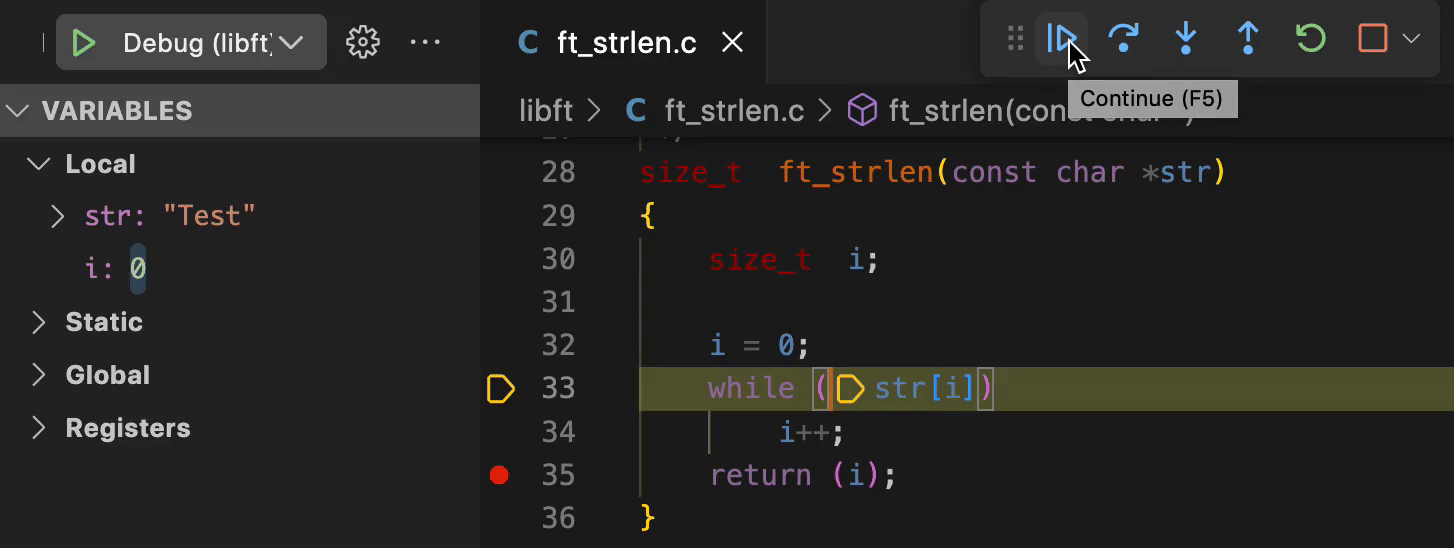 Debug (libft)
ft_strlen.c
Continue (F5)
VARIABLES
Local
str: "Test"
i: 0
Static
Global
Registers
libft > C ft_strlen.c > ft_strlen(const char *)
28 size_t ft_strlen(const char *str)
29 {
30 size_t i;
31
32 i = 0;
33 while (str[i])
34 i++;
35 return (i);
36 }